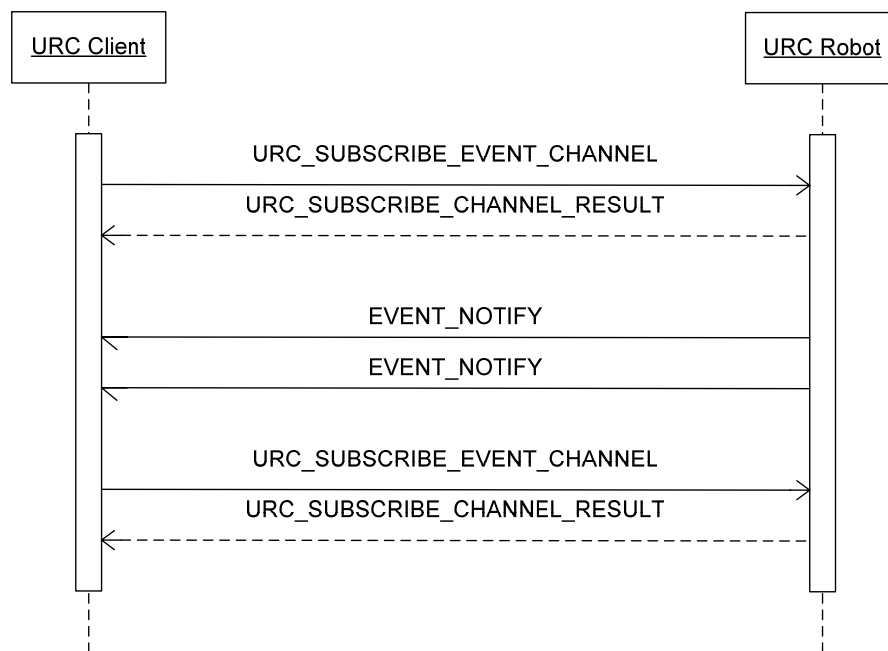 URC Client
URC Robot
URC_SUBSCRIBE_EVENT_CHANNEL
URC_SUBSCRIBE_CHANNEL_RESULT
EVENT_NOTIFY
EVENT_NOTIFY
URC_SUBSCRIBE_EVENT_CHANNEL
URC_SUBSCRIBE_CHANNEL_RESULT